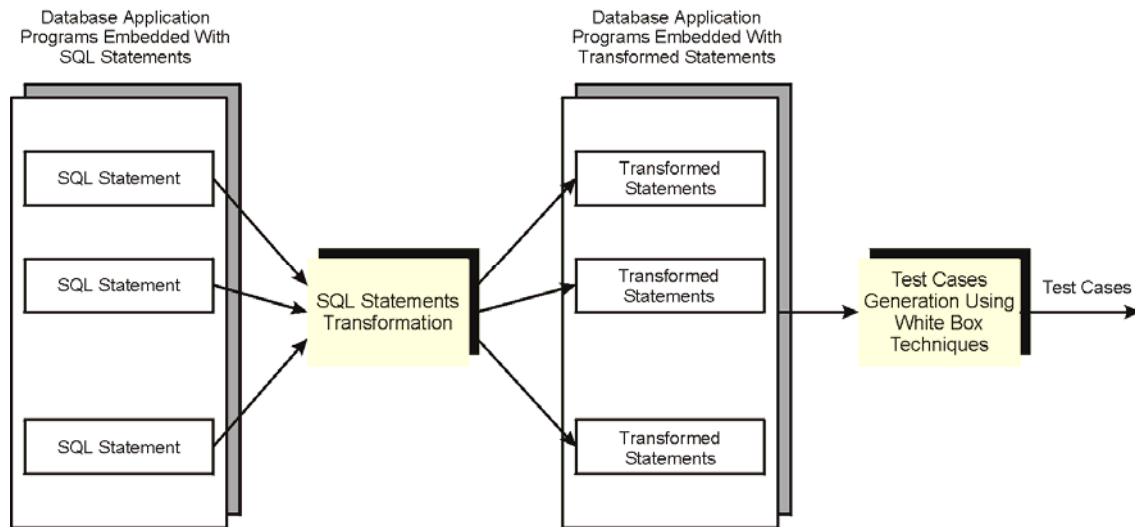 Database Application
Programs Embedded With
SQL Statements
Database Application
Programs Embedded With
Transformed Statements
SQL Statement
SQL Statement
SQL Statement
SQL Statements
Transformation
Transformed
Statements
Transformed
Statements
Transformed
Statements
Test Cases
Generation Using
White Box
Techniques
Test Cases